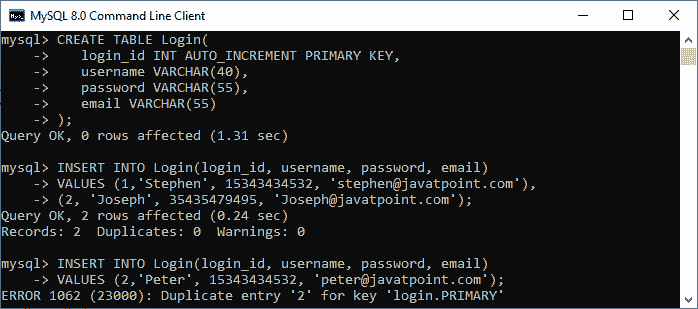 MySQL 8.0 Command Line Client
mysql> CREATE TABLE Login(
    ->     login_id INT AUTO_INCREMENT PRIMARY KEY,
    ->     username VARCHAR(40),
    ->     password VARCHAR(55),
    ->     email VARCHAR(55)
    -> );
Query OK, 0 rows affected (1.31 sec)

mysql> INSERT INTO Login(login_id, username, password, email)
    -> VALUES (1,'Stephen', 15343434532, 'stephen@javatpoint.com'),
    -> (2, 'Joseph', 35435479495, 'Joseph@javatpoint.com');
Query OK, 2 rows affected (0.24 sec)
Records: 2  Duplicates: 0  Warnings: 0

mysql> INSERT INTO Login(login_id, username, password, email)
    -> VALUES (2,'Peter', 15343434532, 'peter@javatpoint.com');
ERROR 1062 (23000): Duplicate entry '2' for key 'login.PRIMARY'